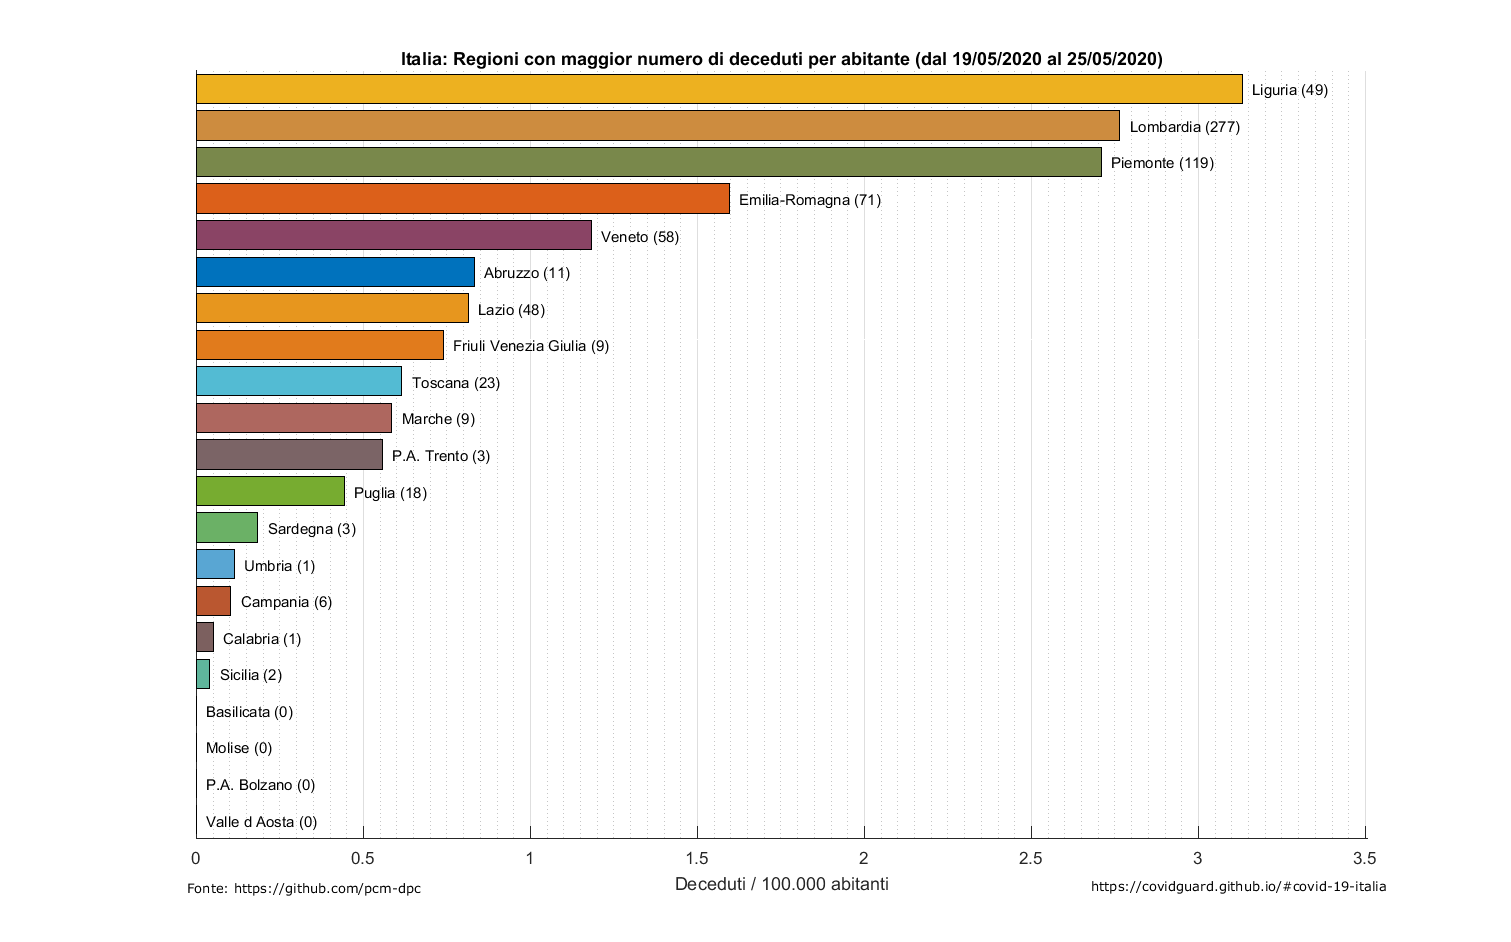 Italia: Regioni con maggior numero di deceduti per abitante (dal 19/05/2020 al 25/05/2020)
Liguria (49)
Lombardia (277)
Piemonte (119)
Emilia-Romagna (71)
Veneto (58)
Abruzzo (11)
Lazio (48)
Friuli Venezia Giulia (9)
Toscana (23)
Marche (9)
P.A. Trento (3)
Puglia (18)
Sardegna (3)
Umbria (1)
Campania (6)
Calabria (1)
Sicilia (2)
Basilicata (0)
Molise (0)
P.A. Bolzano (0)
Valle d Aosta (0)
0 0.5 1 1.5 2 2.5 3 3.5
Deceduti / 100.000 abitanti
Fonte: https://github.com/pcm-dpc
https://covidguard.github.io/#covid-19-italia